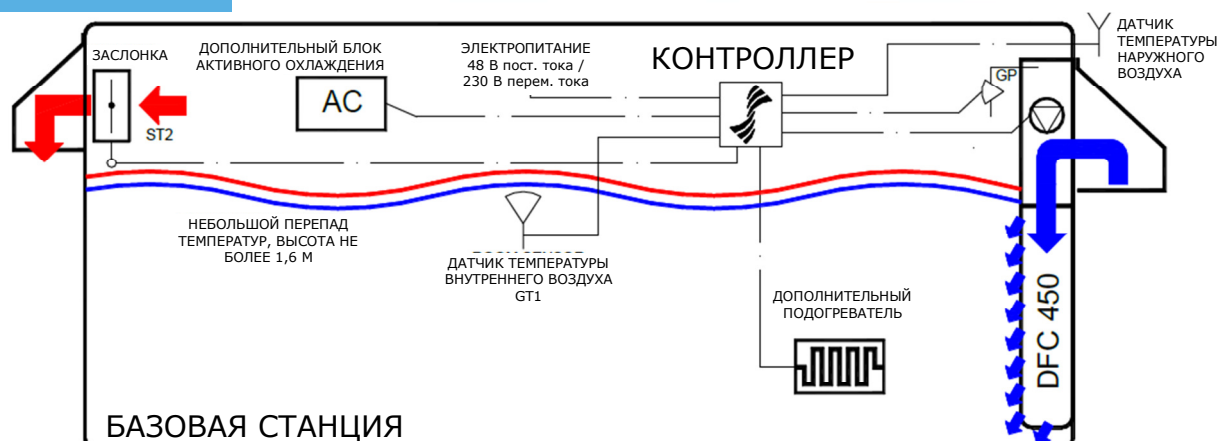 ДАТЧИК
ТЕМПЕРАТУРЫ
НАРУЖНОГО
ВОЗДУХА
ЗАСЛОНКА
ДОПОЛНИТЕЛЬНЫЙ БЛОК
АКТИВНОГО ОХЛАЖДЕНИЯ
ЭЛЕКТРОПИТАНИЕ
48 В пост. тока /
230 В перем. тока
КОНТРОЛЛЕР
GP
AC
ST2
НЕБОЛЬШОЙ ПЕРЕПАД
ТЕМПЕРАТУР, ВЫСОТА НЕ
БОЛЕЕ 1,6 М
ДАТЧИК ТЕМПЕРАТУРЫ
ВНУТРЕННЕГО ВОЗДУХА
GT1
ДОПОЛНИТЕЛЬНЫЙ
ПОДОГРЕВАТЕЛЬ
DFC 450
БАЗОВАЯ СТАНЦИЯ